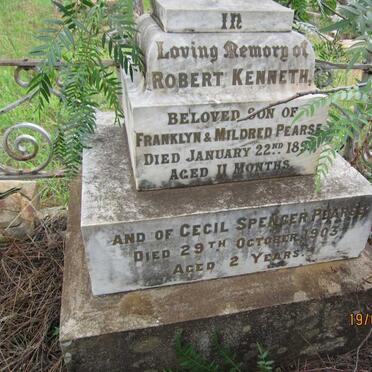 IN
Loving Memory of
ROBERT KENNETH,
BELOVED SON OF
FRANKLYN & MILDRED PEARSE
DIED JANUARY 22ND 18
AGED 11 MONTHS.
AND OF CECIL SPENCER PEARSE
DIED 29TH OCTOBER 1903
AGED 2 YEARS.
19/